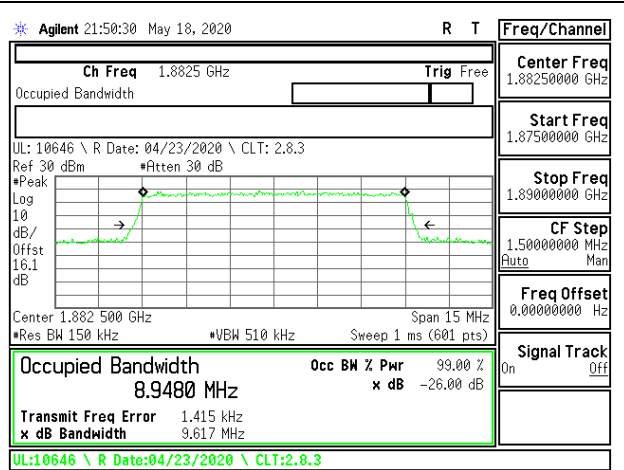 Agilent 21:50:30 May 18, 2020 R T
Ch Freq 1.8825 GHz Trig Free
Occupied Bandwidth
UL: 10646 \ R Date: 04/23/2020 \ CLT: 2.8.3
Ref 30 dBm #Atten 30 dB
#Peak
Log
10
dB/
Offst
16.1
dB
Center 1.882 500 GHz Span 15 MHz
#Res BW 150 kHz #VBW 510 kHz Sweep 1 ms (601 pts)
Occupied Bandwidth Occ BW % Pwr 99.00 %
8.9480 MHz x dB -26.00 dB
Transmit Freq Error 1.415 kHz
x dB Bandwidth 9.617 MHz
UL:10646 \ R Date:04/23/2020 \ CLT:2.8.3
Freq/Channel
Center Freq
1.88250000 GHz
Start Freq
1.87500000 GHz
Stop Freq
1.89000000 GHz
CF Step
1.50000000 MHz
Auto Man
Freq Offset
0.00000000 Hz
Signal Track
On Off